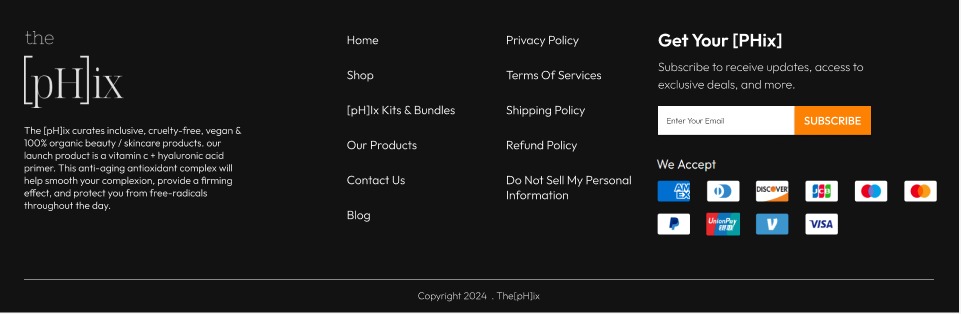 the
[pH]ix
The [pH]ix curates inclusive, cruelty-free, vegan &
100% organic beauty / skincare products. our
launch product is a vitamin c + hyaluronic acid
primer. This anti-aging antioxidant complex will
help smooth your complexion, provide a firming
effect, and protect you from free-radicals
throughout the day.
Home
Shop
[pH]Ix Kits & Bundles
Our Products
Contact Us
Blog
Privacy Policy
Terms Of Services
Shipping Policy
Refund Policy
Do Not Sell My Personal
Information
Get Your [PHix]
Subscribe to receive updates, access to
exclusive deals, and more.
Enter Your Email
SUBSCRIBE
We Accept
AM
EX
DISCOVER
JCB
UnionPay
银联
VISA
Copyright 2024 . The[pH]ix